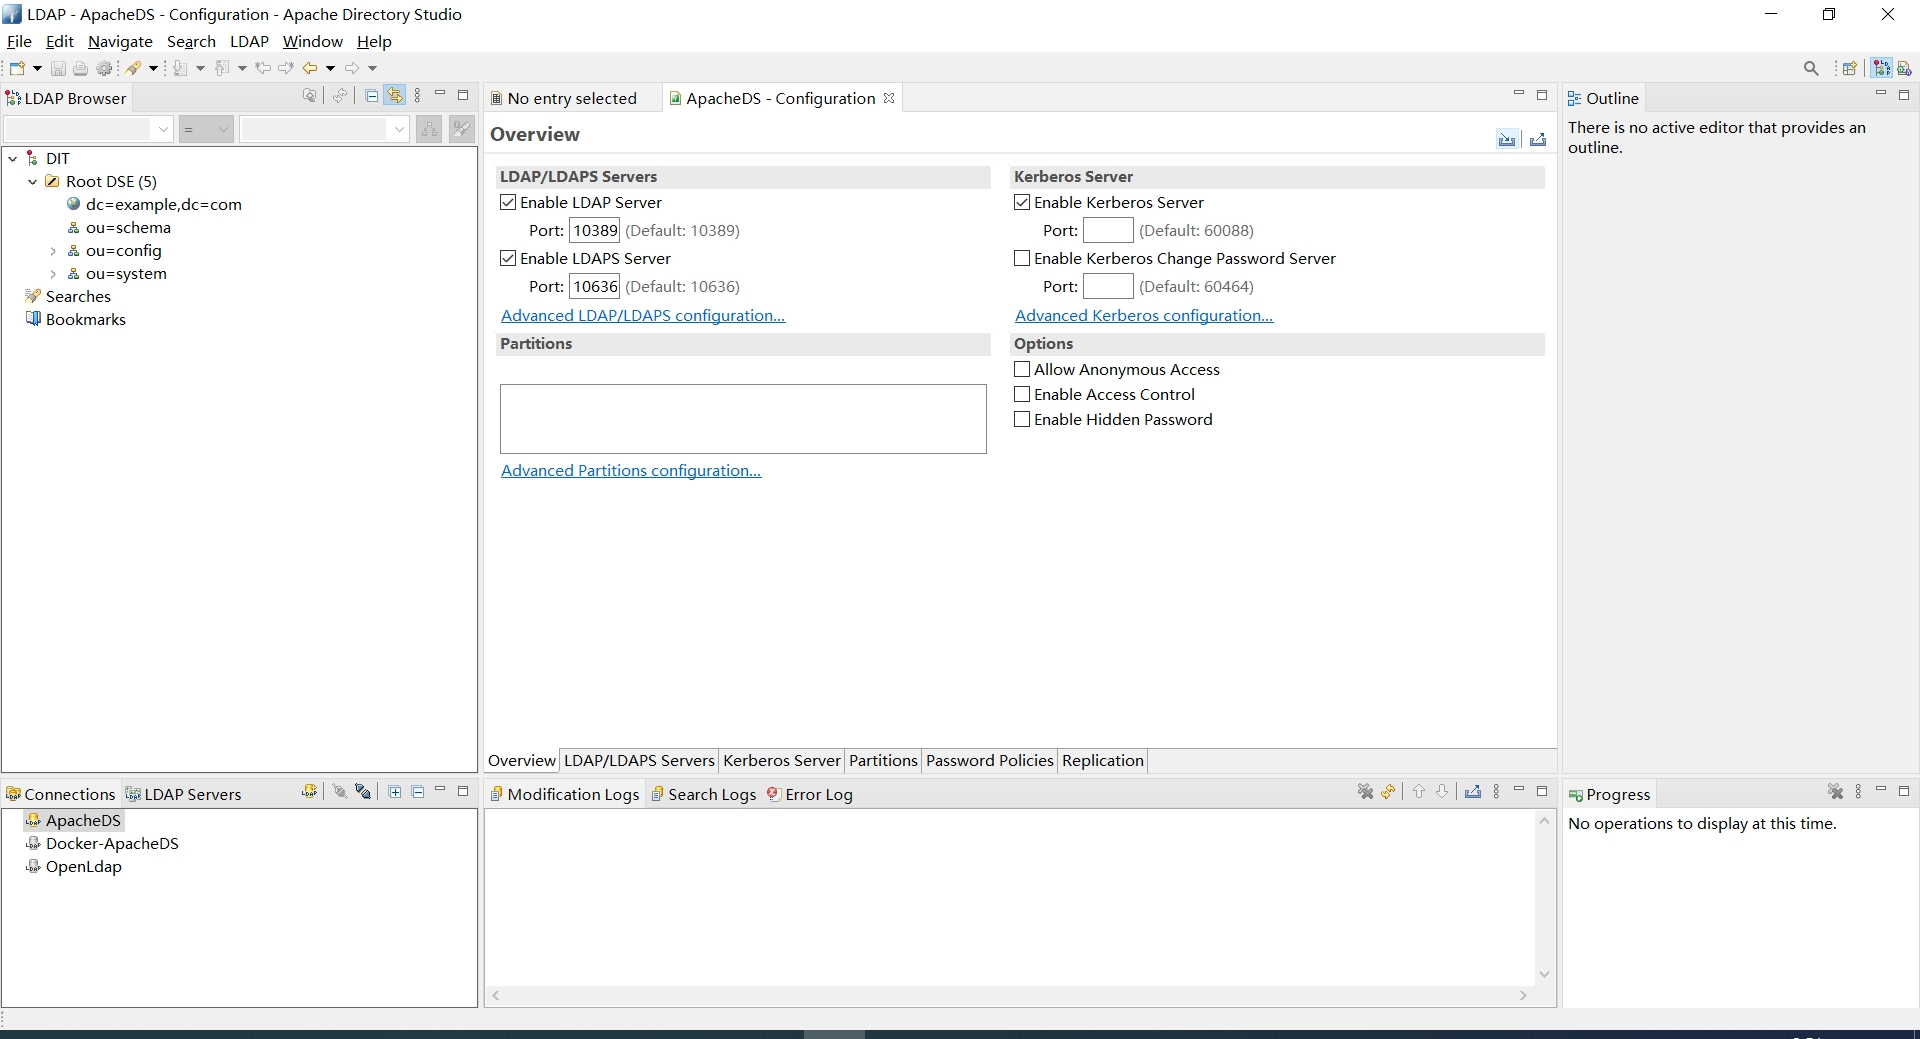 LDAP - ApacheDS - Configuration - Apache Directory Studio
File Edit Navigate Search LDAP Window Help
LDAP Browser
=
DIT
Root DSE (5)
dc=example,dc=com
ou=schema
ou=config
ou=system
Searches
Bookmarks
No entry selected
ApacheDS - Configuration
Overview
LDAP/LDAPS Servers
Enable LDAP Server
Port: 10389 (Default: 10389)
Enable LDAPS Server
Port: 10636 (Default: 10636)
Advanced LDAP/LDAPS configuration...
Partitions
Advanced Partitions configuration...
Kerberos Server
Enable Kerberos Server
Port: (Default: 60088)
Enable Kerberos Change Password Server
Port: (Default: 60464)
Advanced Kerberos configuration...
Options
Allow Anonymous Access
Enable Access Control
Enable Hidden Password
Overview LDAP/LDAPS Servers Kerberos Server Partitions Password Policies Replication
Outline
There is no active editor that provides an
outline.
Connections LDAP Servers
ApacheDS
Docker-ApacheDS
OpenLdap
Modification Logs Search Logs Error Log
Progress
No operations to display at this time.